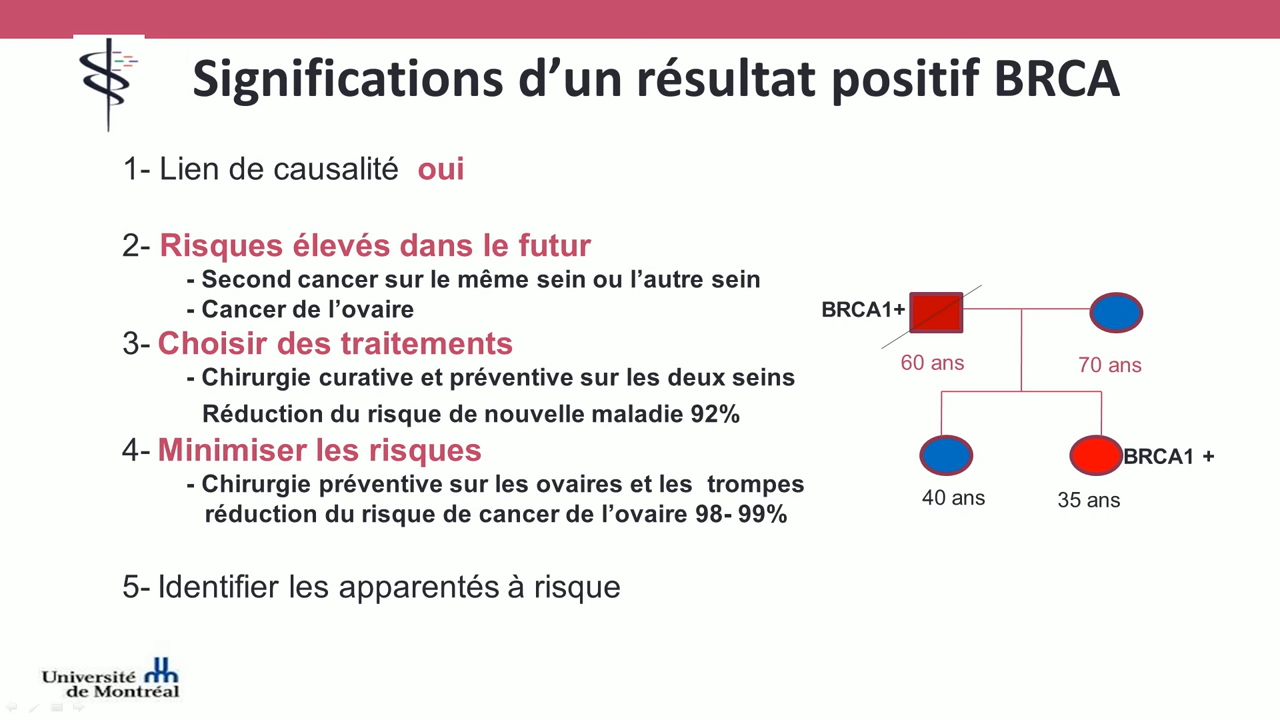 Significations d’un résultat positif BRCA
1- Lien de causalité oui
2- Risques élevés dans le futur
- Second cancer sur le même sein ou l’autre sein
- Cancer de l’ovaire
3- Choisir des traitements
- Chirurgie curative et préventive sur les deux seins
Réduction du risque de nouvelle maladie 92%
4- Minimiser les risques
- Chirurgie préventive sur les ovaires et les trompes
réduction du risque de cancer de l’ovaire 98- 99%
5- Identifier les apparentés à risque
BRCA1+
60 ans
70 ans
BRCA1 +
40 ans
35 ans
Université
de Montréal